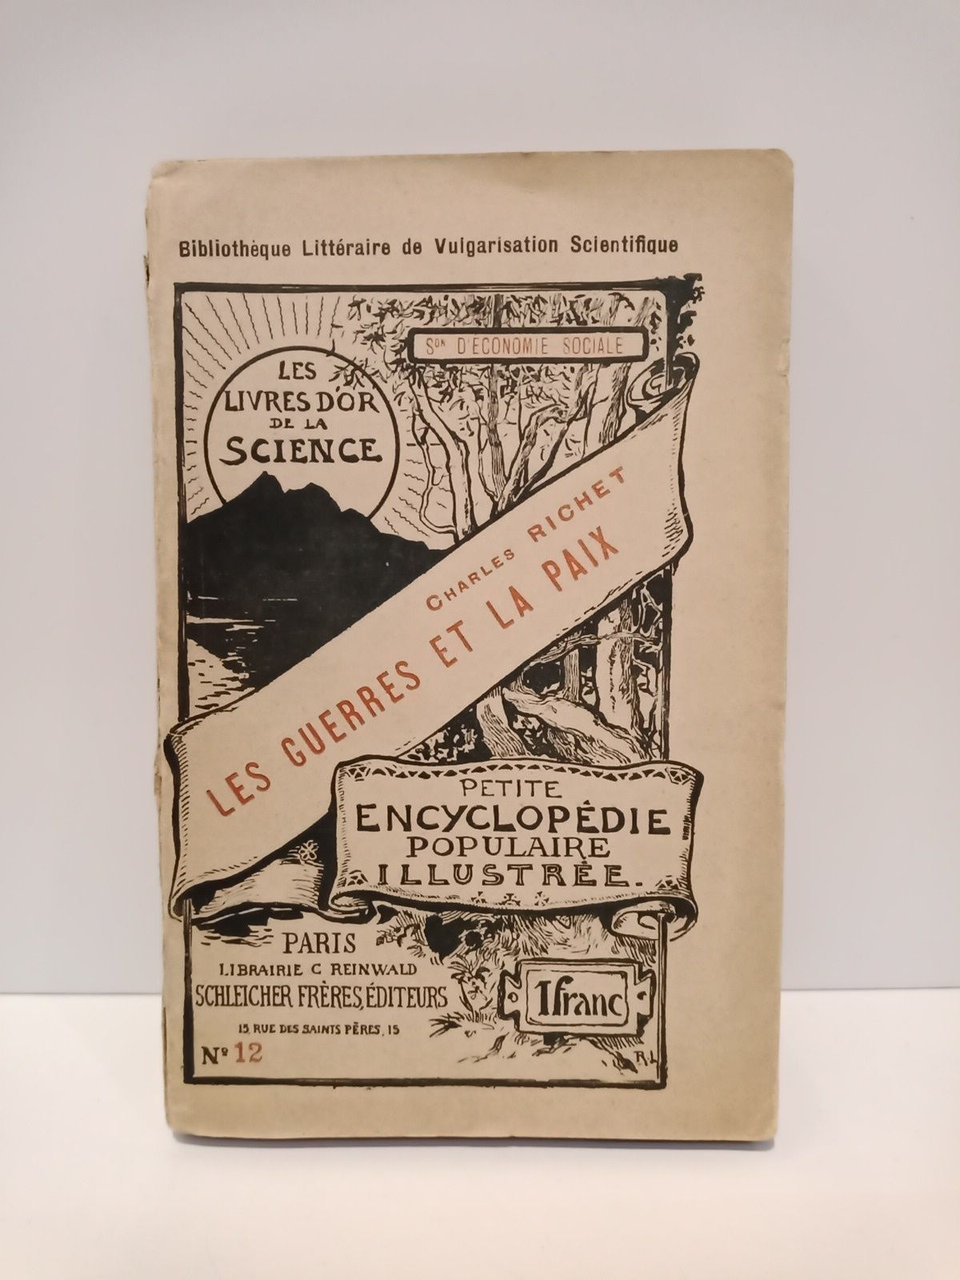 Bibliothèque Littéraire de Vulgarisation Scientifique
Son D'ÉCONOMIE SOCIALE
LES
LIVRES D'OR
DE LA
SCIENCE
CHARLES RICHET
LES GUERRES ET LA PAIX
PETITE
ENCYCLOPÉDIE
POPULAIRE
ILLUSTRÉE.
PARIS
LIBRAIRIE C REINWALD
SCHLEICHER FRÈRES, ÉDITEURS
15 RUE DES SAINTS PÈRES, 15
Nº 12
1 franc
R.L